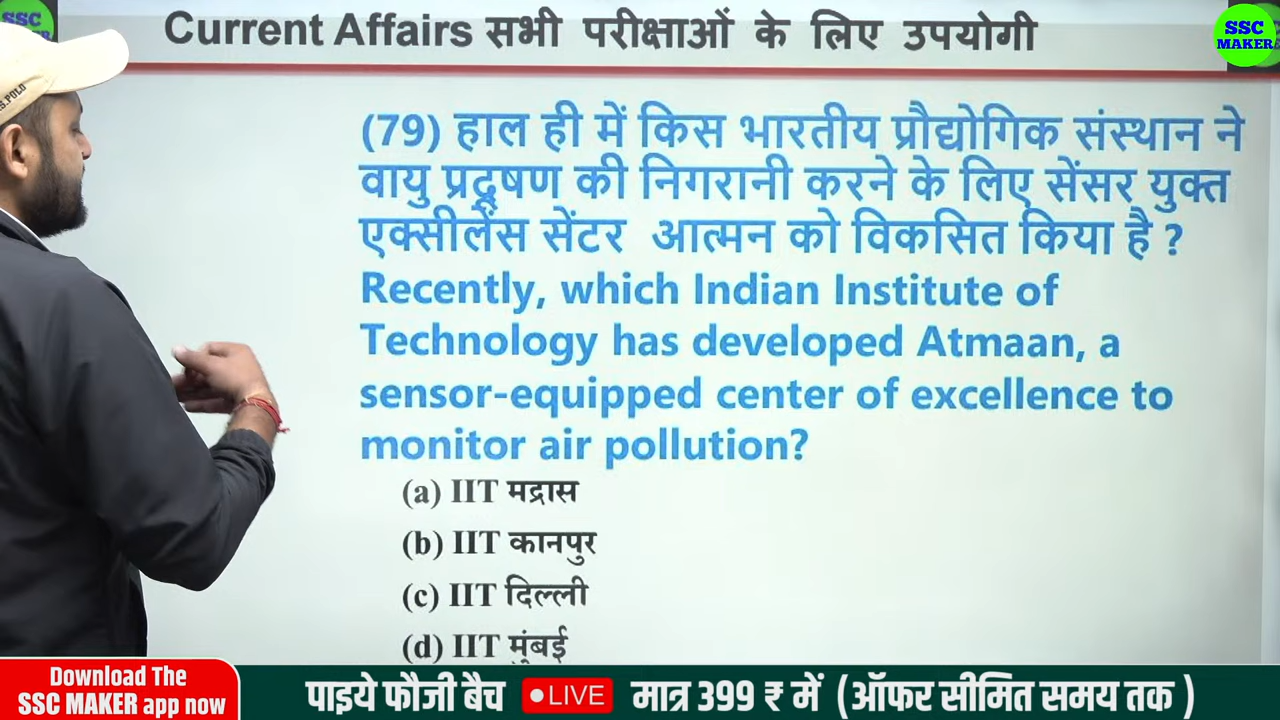 Current Affairs सभी परीक्षाओं के लिए उपयोगी
SSC
MAKER
(79) हाल ही में किस भारतीय प्रौद्योगिक संस्थान ने
वायु प्रदूषण की निगरानी करने के लिए सेंसर युक्त
एक्सीलेंस सेंटर आत्मन को विकसित किया है ?
Recently, which Indian Institute of
Technology has developed Atmaan, a
sensor-equipped center of excellence to
monitor air pollution?
(a) IIT मद्रास
(b) IIT कानपुर
(c) IIT दिल्ली
(d) IIT मुंबई
Download The
SSC MAKER app now
पाइये फौजी बैच LIVE मात्र 399 ₹ में (ऑफर सीमित समय तक )